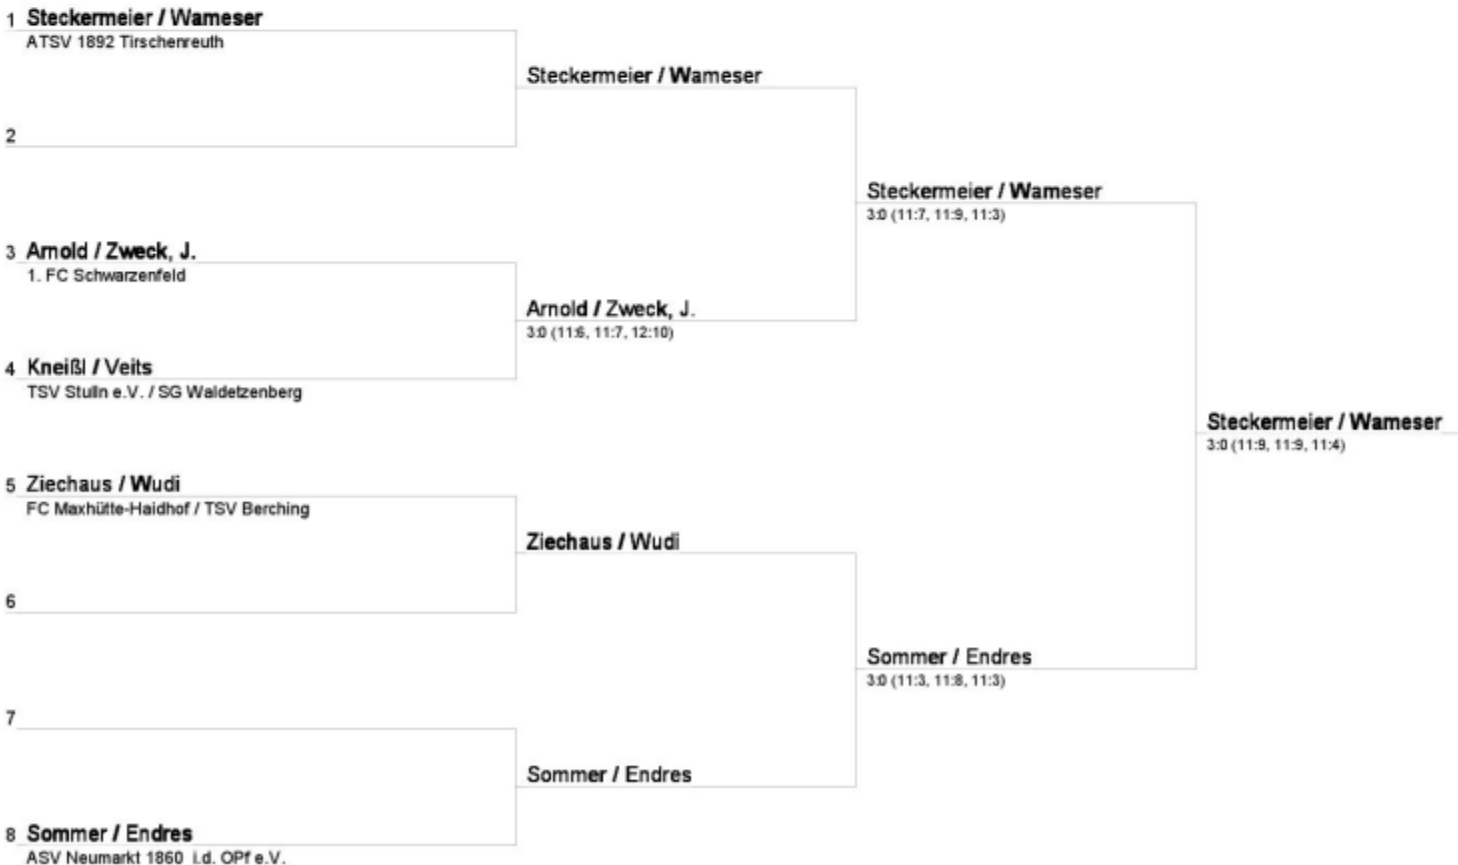 1 Steckermeier / Wameser
ATSV 1892 Tirschenreuth
Steckermeier / Wameser
2
Steckermeier / Wameser
3:0 (11:7, 11:9, 11:3)
3 Arnold / Zweck, J.
1. FC Schwarzenfeld
Arnold / Zweck, J.
3:0 (11:6, 11:7, 12:10)
4 Kneißl / Veits
TSV Stulln e.V. / SG Waldetzenberg
Steckermeier / Wameser
3:0 (11:9, 11:9, 11:4)
5 Ziechaus / Wudi
FC Maxhütte-Haidhof / TSV Berching
Ziechaus / Wudi
6
Sommer / Endres
3:0 (11:3, 11:8, 11:3)
7
Sommer / Endres
8 Sommer / Endres
ASV Neumarkt 1860 i.d. OPf e.V.